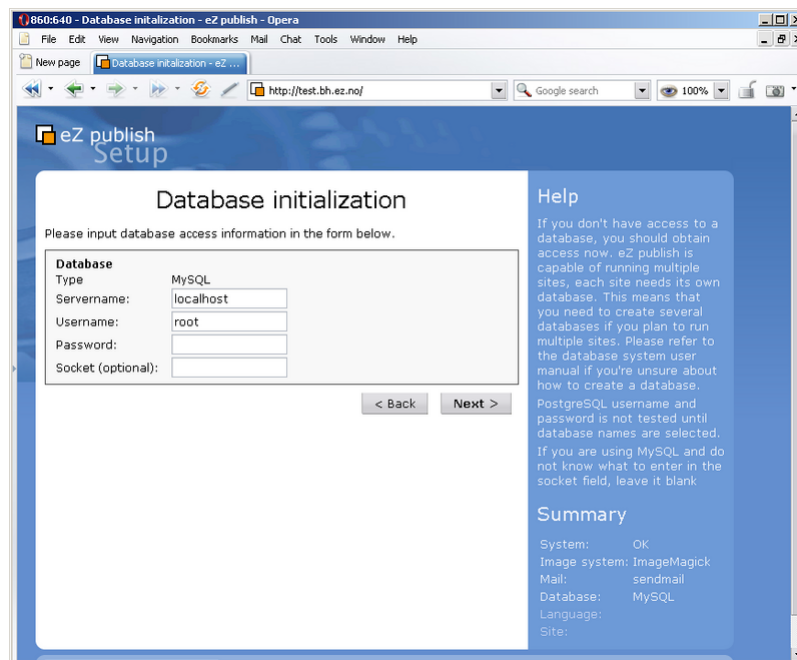 860:640 - Database initalization - eZ publish - Opera
File Edit View Navigation Bookmarks Mail Chat Tools Window Help
New page Database initalization - eZ ...
http://test.bh.ez.no/ Google search 100%
eZ publish
Setup
Database initialization
Please input database access information in the form below.
Database
Type MySQL
Servername: localhost
Username: root
Password:
Socket (optional):
< Back Next >
Help
If you don't have access to a
database, you should obtain
access now. eZ publish is
capable of running multiple
sites, each site needs its own
database. This means that
you need to create several
databases if you plan to run
multiple sites. Please refer to
the database system user
manual if you're unsure about
how to create a database.
PostgreSQL username and
password is not tested until
database names are selected.
If you are using MySQL and do
not know what to enter in the
socket field, leave it blank
Summary
System: OK
Image system: ImageMagick
Mail: sendmail
Database: MySQL
Language:
Site: